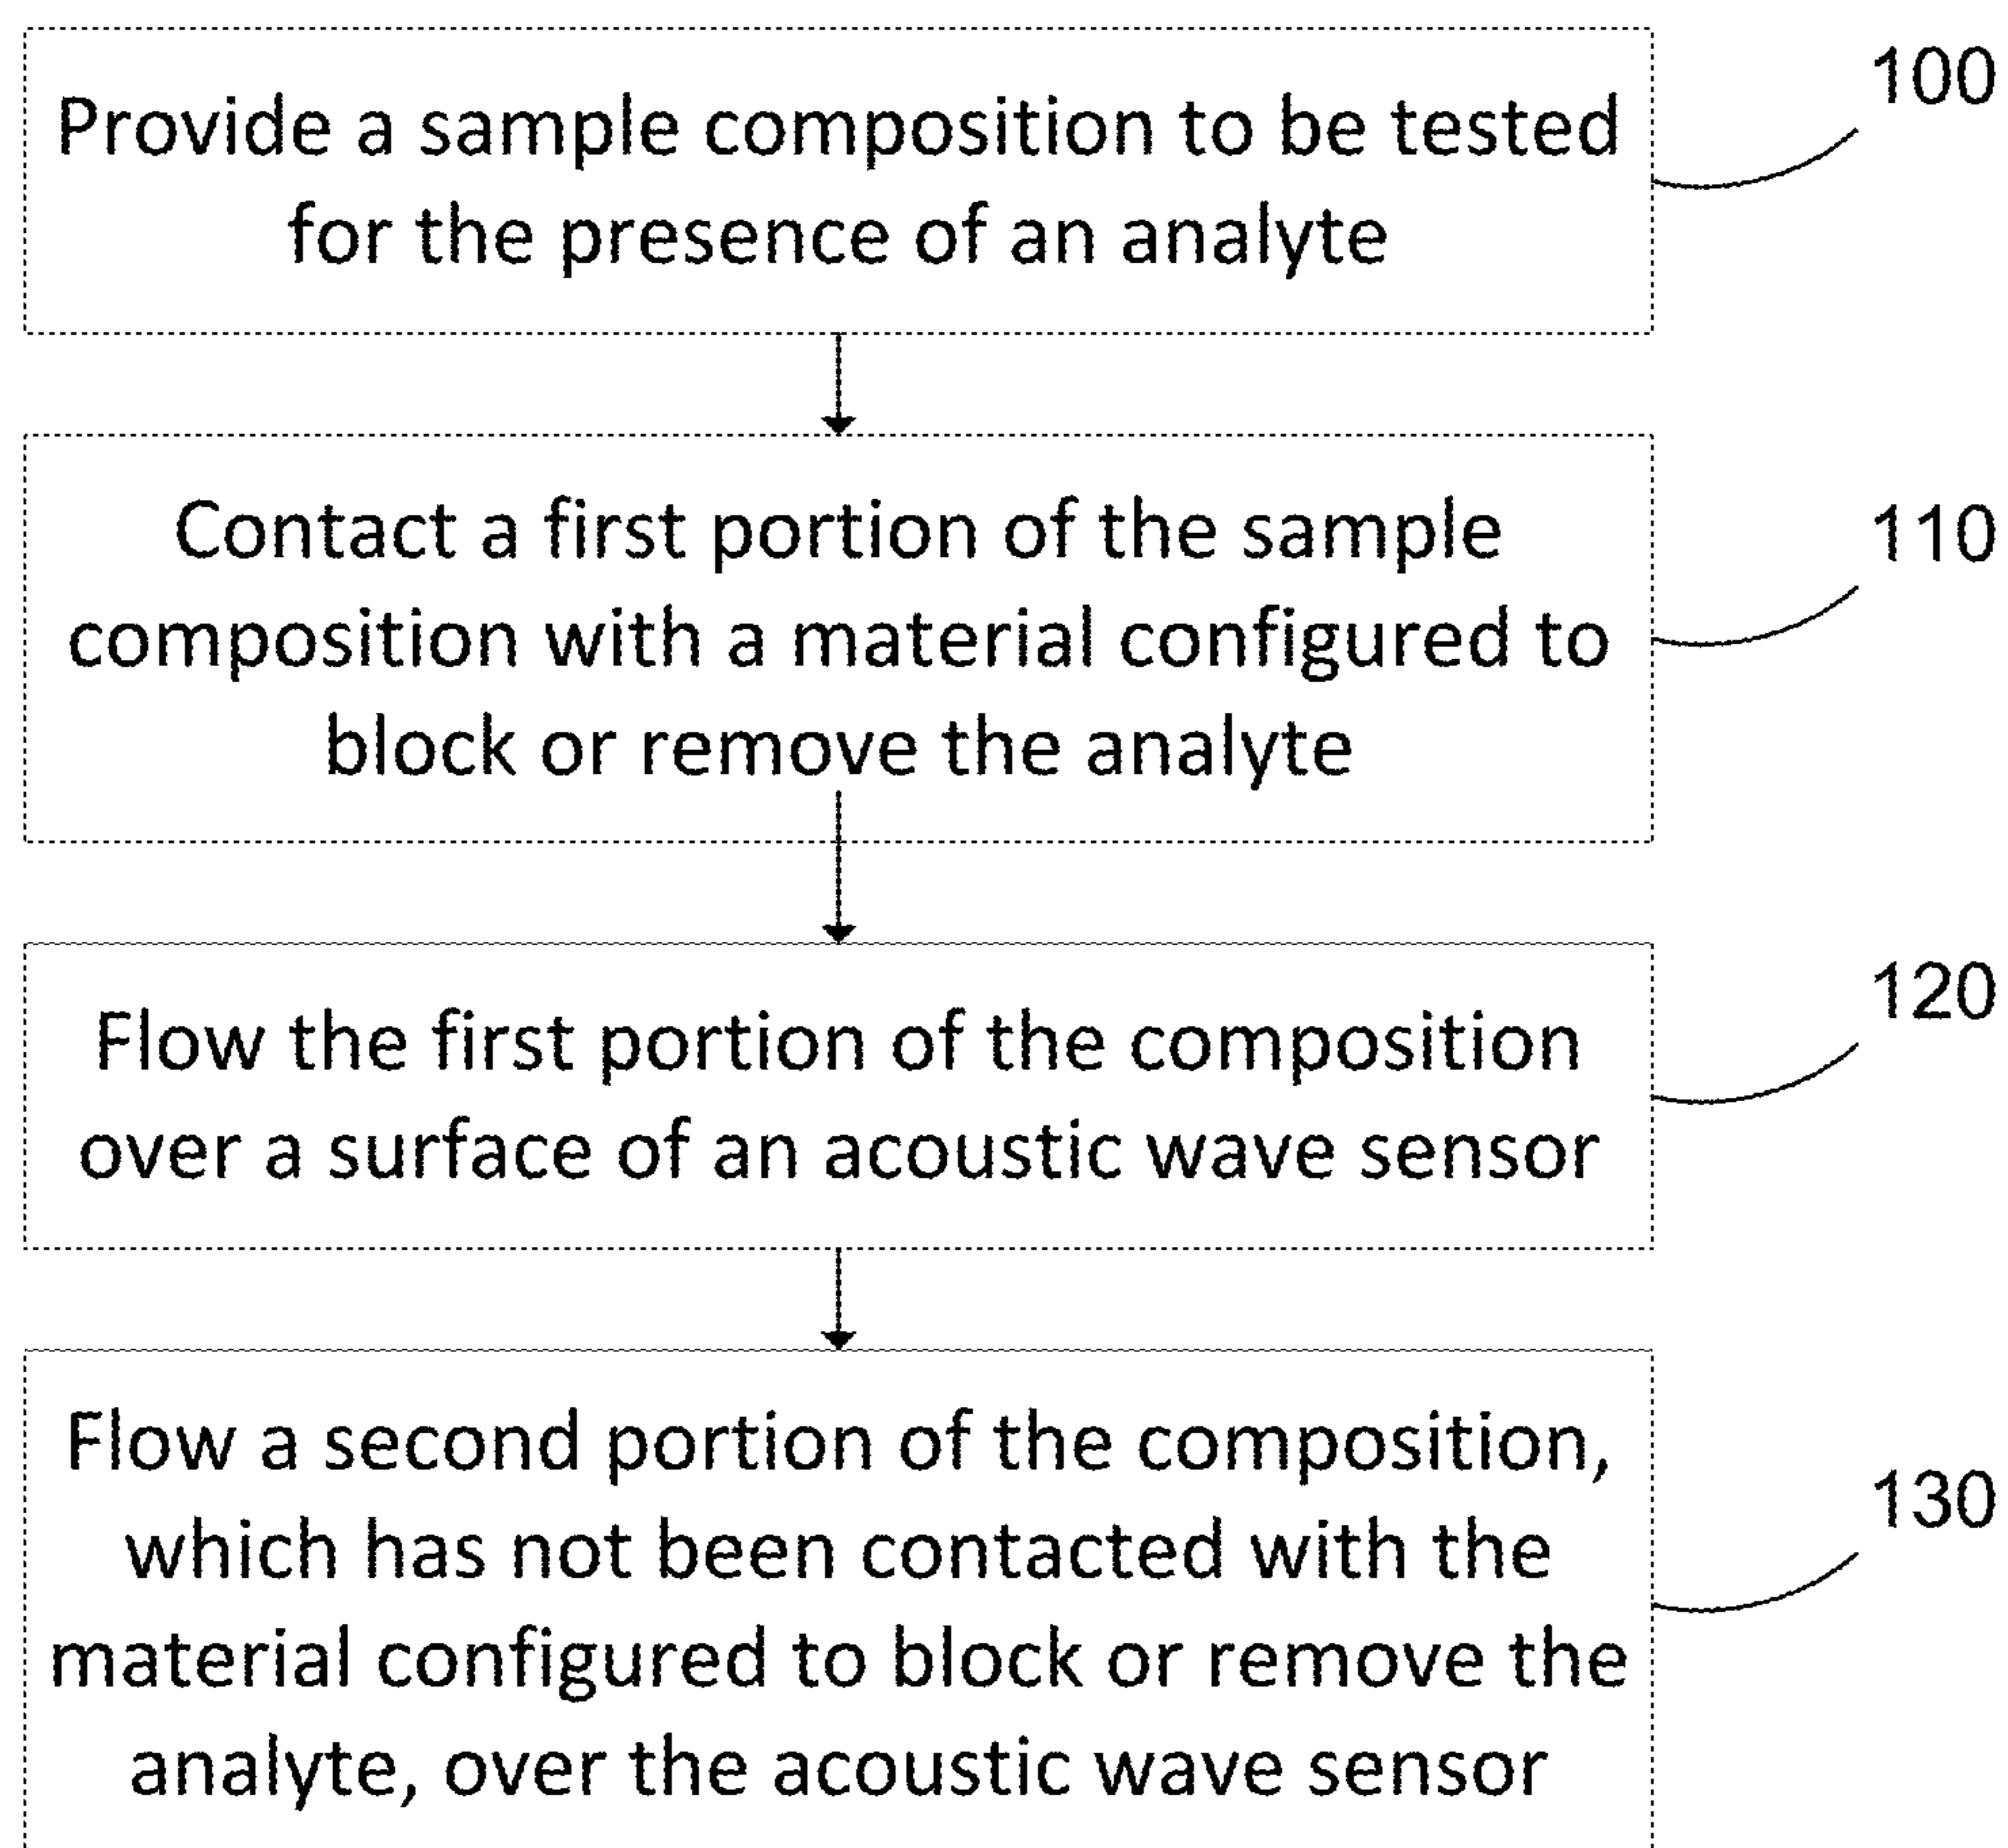 Provide a sample composition to be tested
for the presence of an analyte
100
Contact a first portion of the sample
composition with a material configured to
block or remove the analyte
110
Flow the first portion of the composition
over a surface of an acoustic wave sensor
120
Flow a second portion of the composition,
which has not been contacted with the
material configured to block or remove the
analyte, over the acoustic wave sensor
130